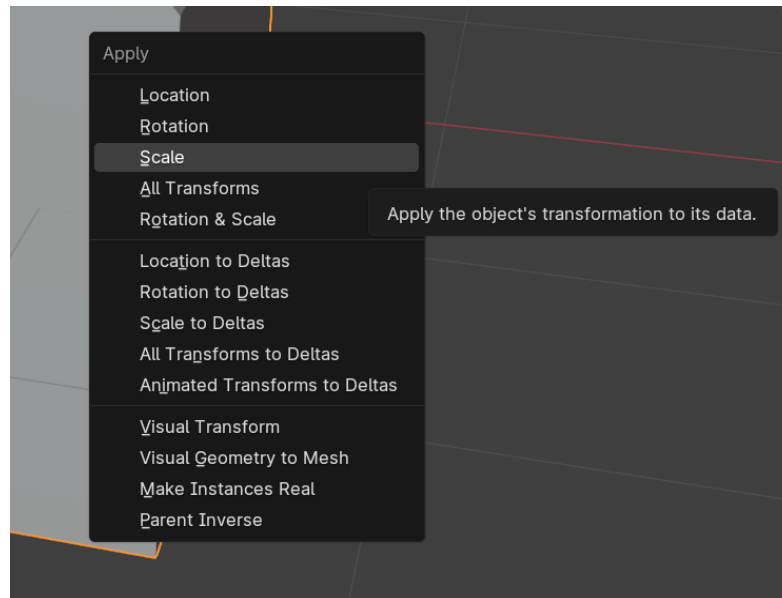 Apply
Location
Rotation
Scale
All Transforms
Rotation & Scale
Apply the object's transformation to its data.
Location to Deltas
Rotation to Deltas
Scale to Deltas
All Transforms to Deltas
Animated Transforms to Deltas
Visual Transform
Visual Geometry to Mesh
Make Instances Real
Parent Inverse